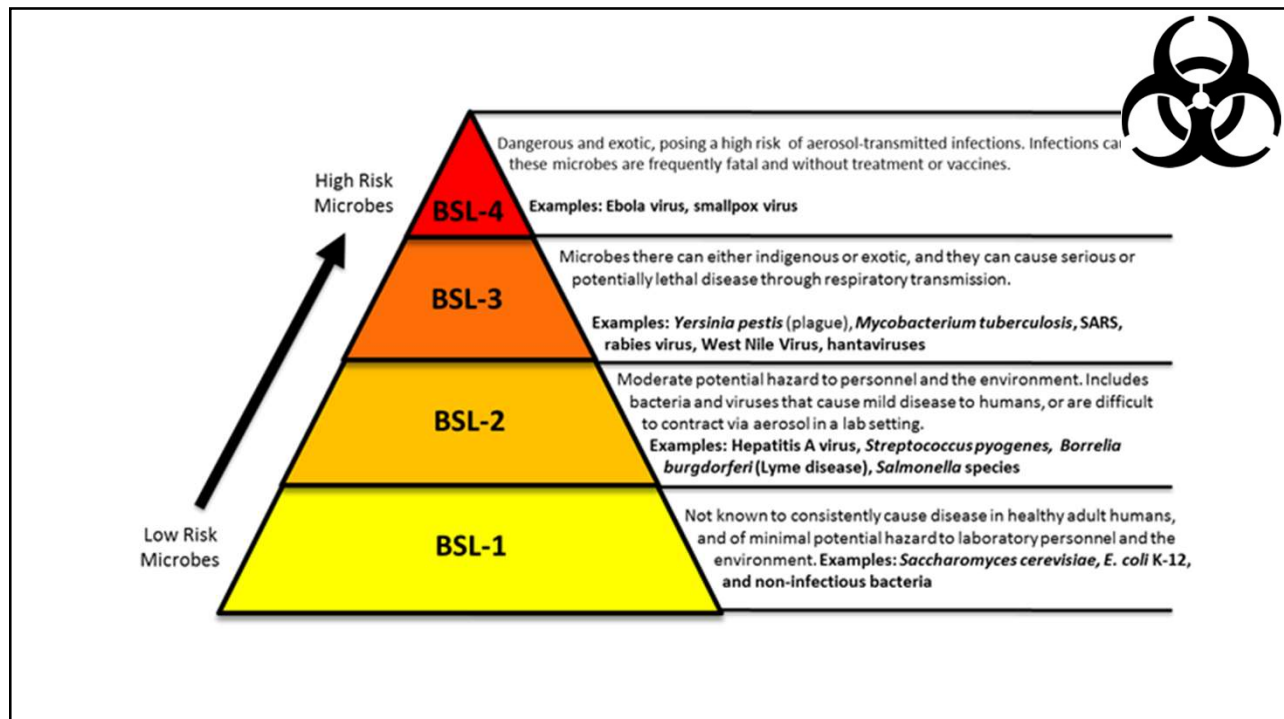 Dangerous and exotic, posing a high risk of aerosol-transmitted infections. Infections
these microbes are frequently fatal and without treatment or vaccines.
High Risk
Microbes
BSL-4
Examples: Ebola virus, smallpox virus
Microbes there can either indigenous or exotic, and they can cause serious or
potentially lethal disease through respiratory transmission.
BSL-3
Examples: Yersinia pestis (plague), Mycobacterium tuberculosis, SARS,
rabies virus, West Nile Virus, hantaviruses
Moderate potential hazard to personnel and the environment. Includes
bacteria and viruses that cause mild disease to humans, or are difficult
to contract via aerosol in a lab setting.
BSL-2
Examples: Hepatitis A virus, Streptococcus pyogenes, Borrelia
burgdorferi (Lyme disease), Salmonella species
Low Risk
Microbes
BSL-1
Not known to consistently cause disease in healthy adult humans,
and of minimal potential hazard to laboratory personnel and the
environment. Examples: Saccharomyces cerevisiae, E. coli K-12,
and non-infectious bacteria